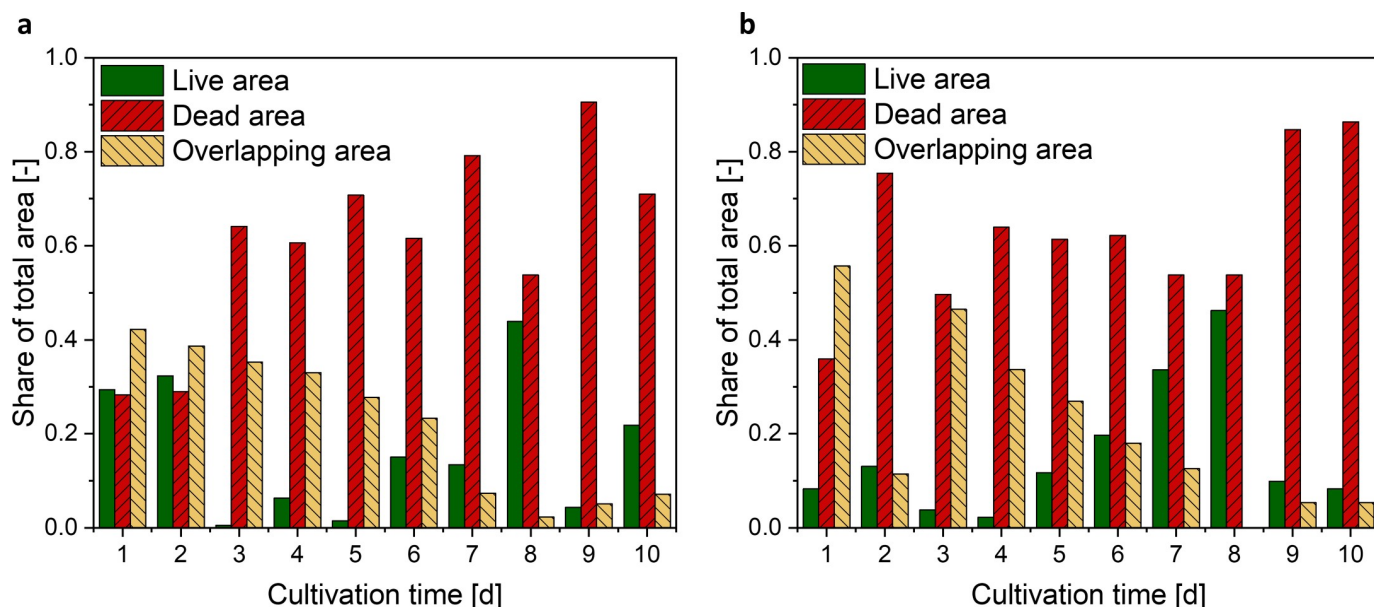 a
1.0
0.8
0.6
0.4
0.2
0.0
Share of total area [-]
Live area
Dead area
Overlapping area
1 2 3 4 5 6 7 8 9 10
Cultivation time [d]
b
1.0
0.8
0.6
0.4
0.2
0.0
Share of total area [-]
Live area
Dead area
Overlapping area
1 2 3 4 5 6 7 8 9 10
Cultivation time [d]